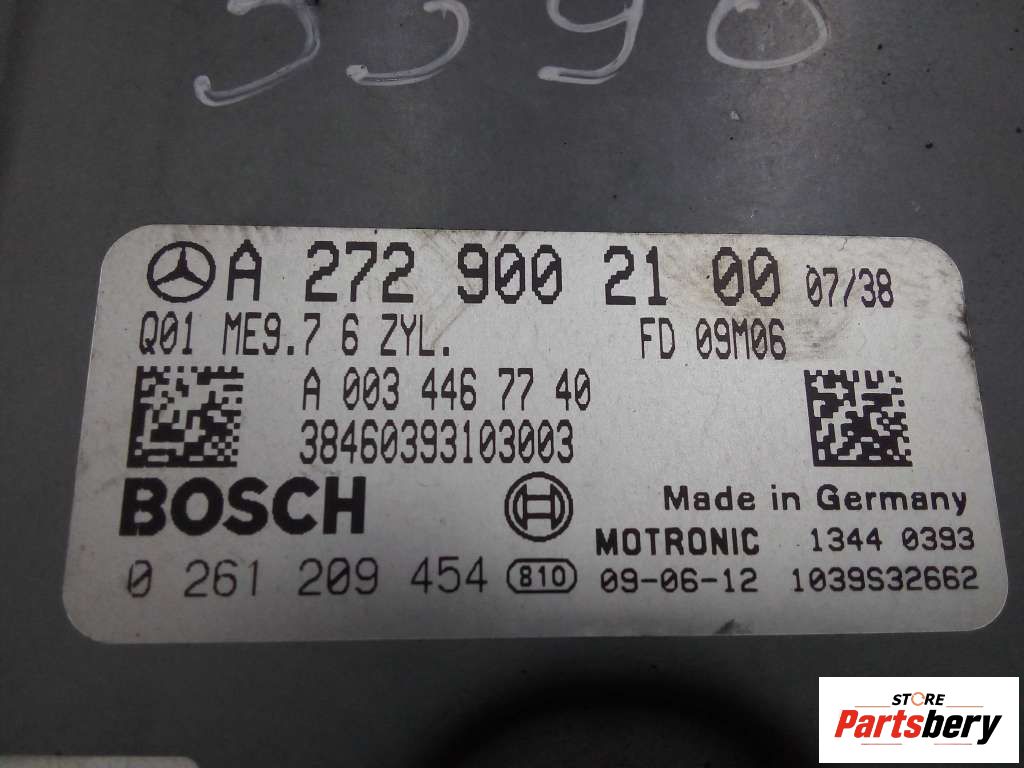 5590
A 272 900 21 00 07/38
Q01 ME9.7 6 ZYL. FD 09M06
A 003 446 77 40
38460393103003
BOSCH Made in Germany
MOTRONIC 1344 0393
0 261 209 454 810 09-06-12 1039S32662
STORE
Partsbery